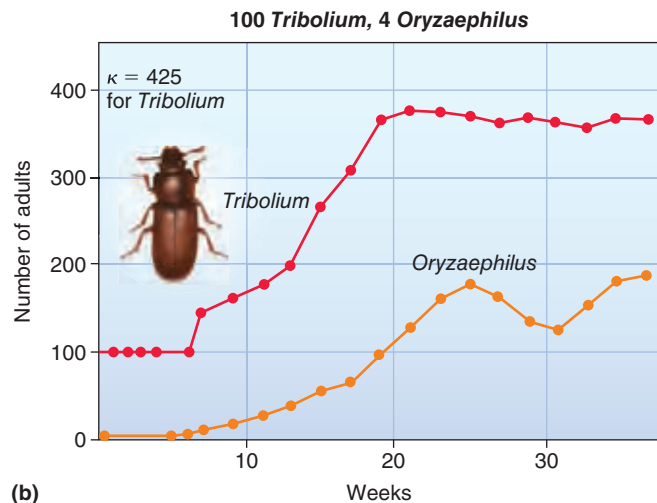 100 Tribolium, 4 Oryzaephilus
κ = 425
for Tribolium
400
300
200
100
0
Number of adults
Tribolium
Oryzaephilus
10
20
30
Weeks
(b)